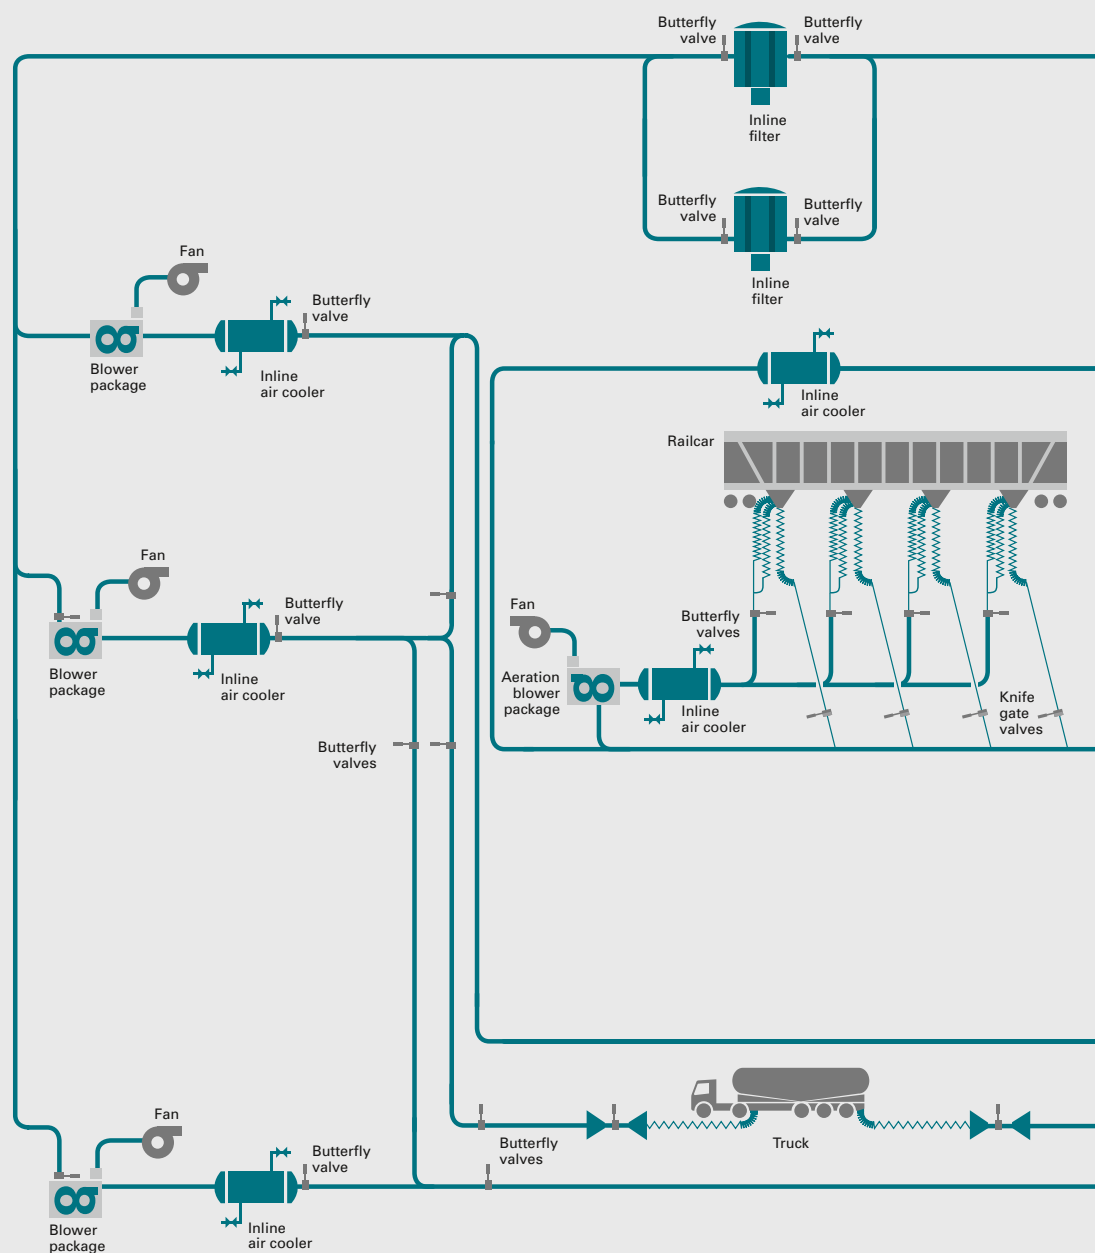 Butterfly
valve
Butterfly
valve
Inline
filter
Butterfly
valve
Butterfly
valve
Inline
filter
Fan
Butterfly
valve
Blower
package
Inline
air cooler
Inline
air cooler
Railcar
Fan
Butterfly
valve
Blower
package
Inline
air cooler
Fan
Butterfly
valves
Aeration
blower
package
Inline
air cooler
Knife
gate
valves
Butterfly
valves
Fan
Butterfly
valve
Butterfly
valves
Truck
Blower
package
Inline
air cooler